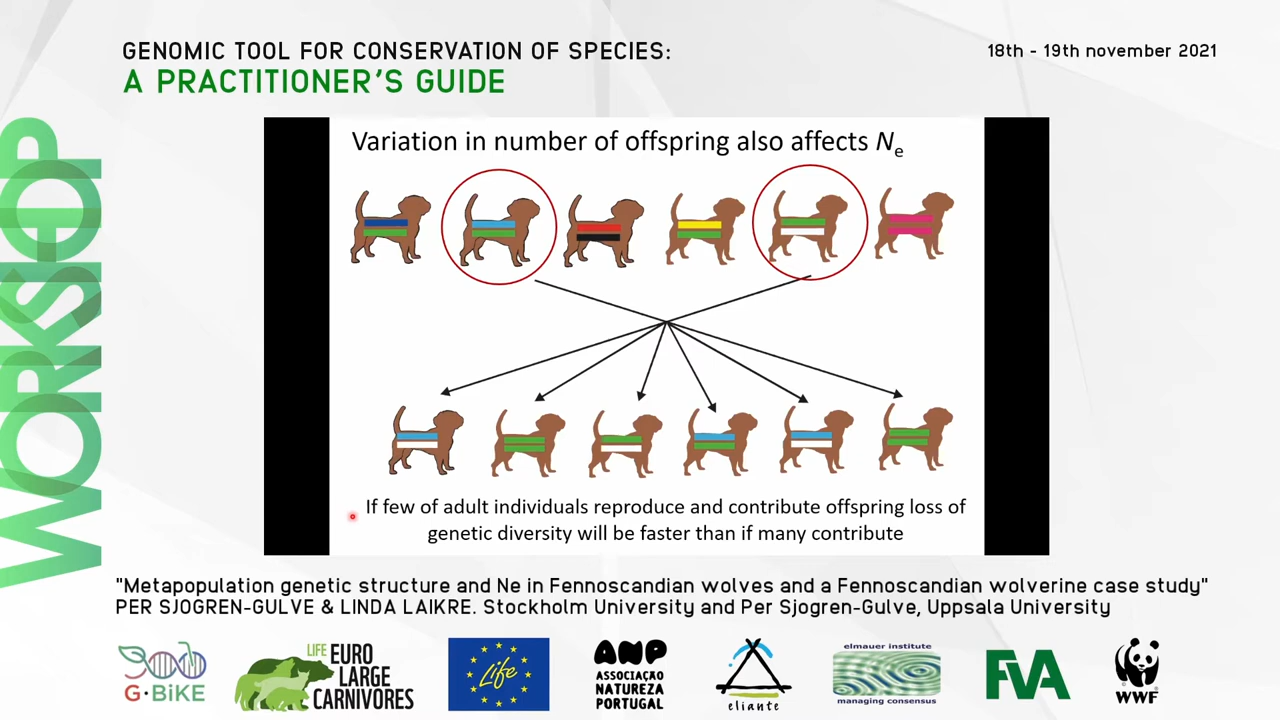 GENOMIC TOOL FOR CONSERVATION OF SPECIES:
A PRACTITIONER'S GUIDE
18th - 19th november 2021
WORKSHOP
Variation in number of offspring also affects Ne
If few of adult individuals reproduce and contribute offspring loss of
genetic diversity will be faster than if many contribute
"Metapopulation genetic structure and Ne in Fennoscandian wolves and a Fennoscandian wolverine case study"
PER SJOGREN-GULVE & LINDA LAIKRE. Stockholm University and Per Sjogren-Gulve, Uppsala University
G·BiKE
LIFE
EURO
LARGE
CARNIVORES
Life
ANP
ASSOCIAÇÃO
NATUREZA
PORTUGAL
eliante
elmauer institute
managing consensus
FVA
WWF